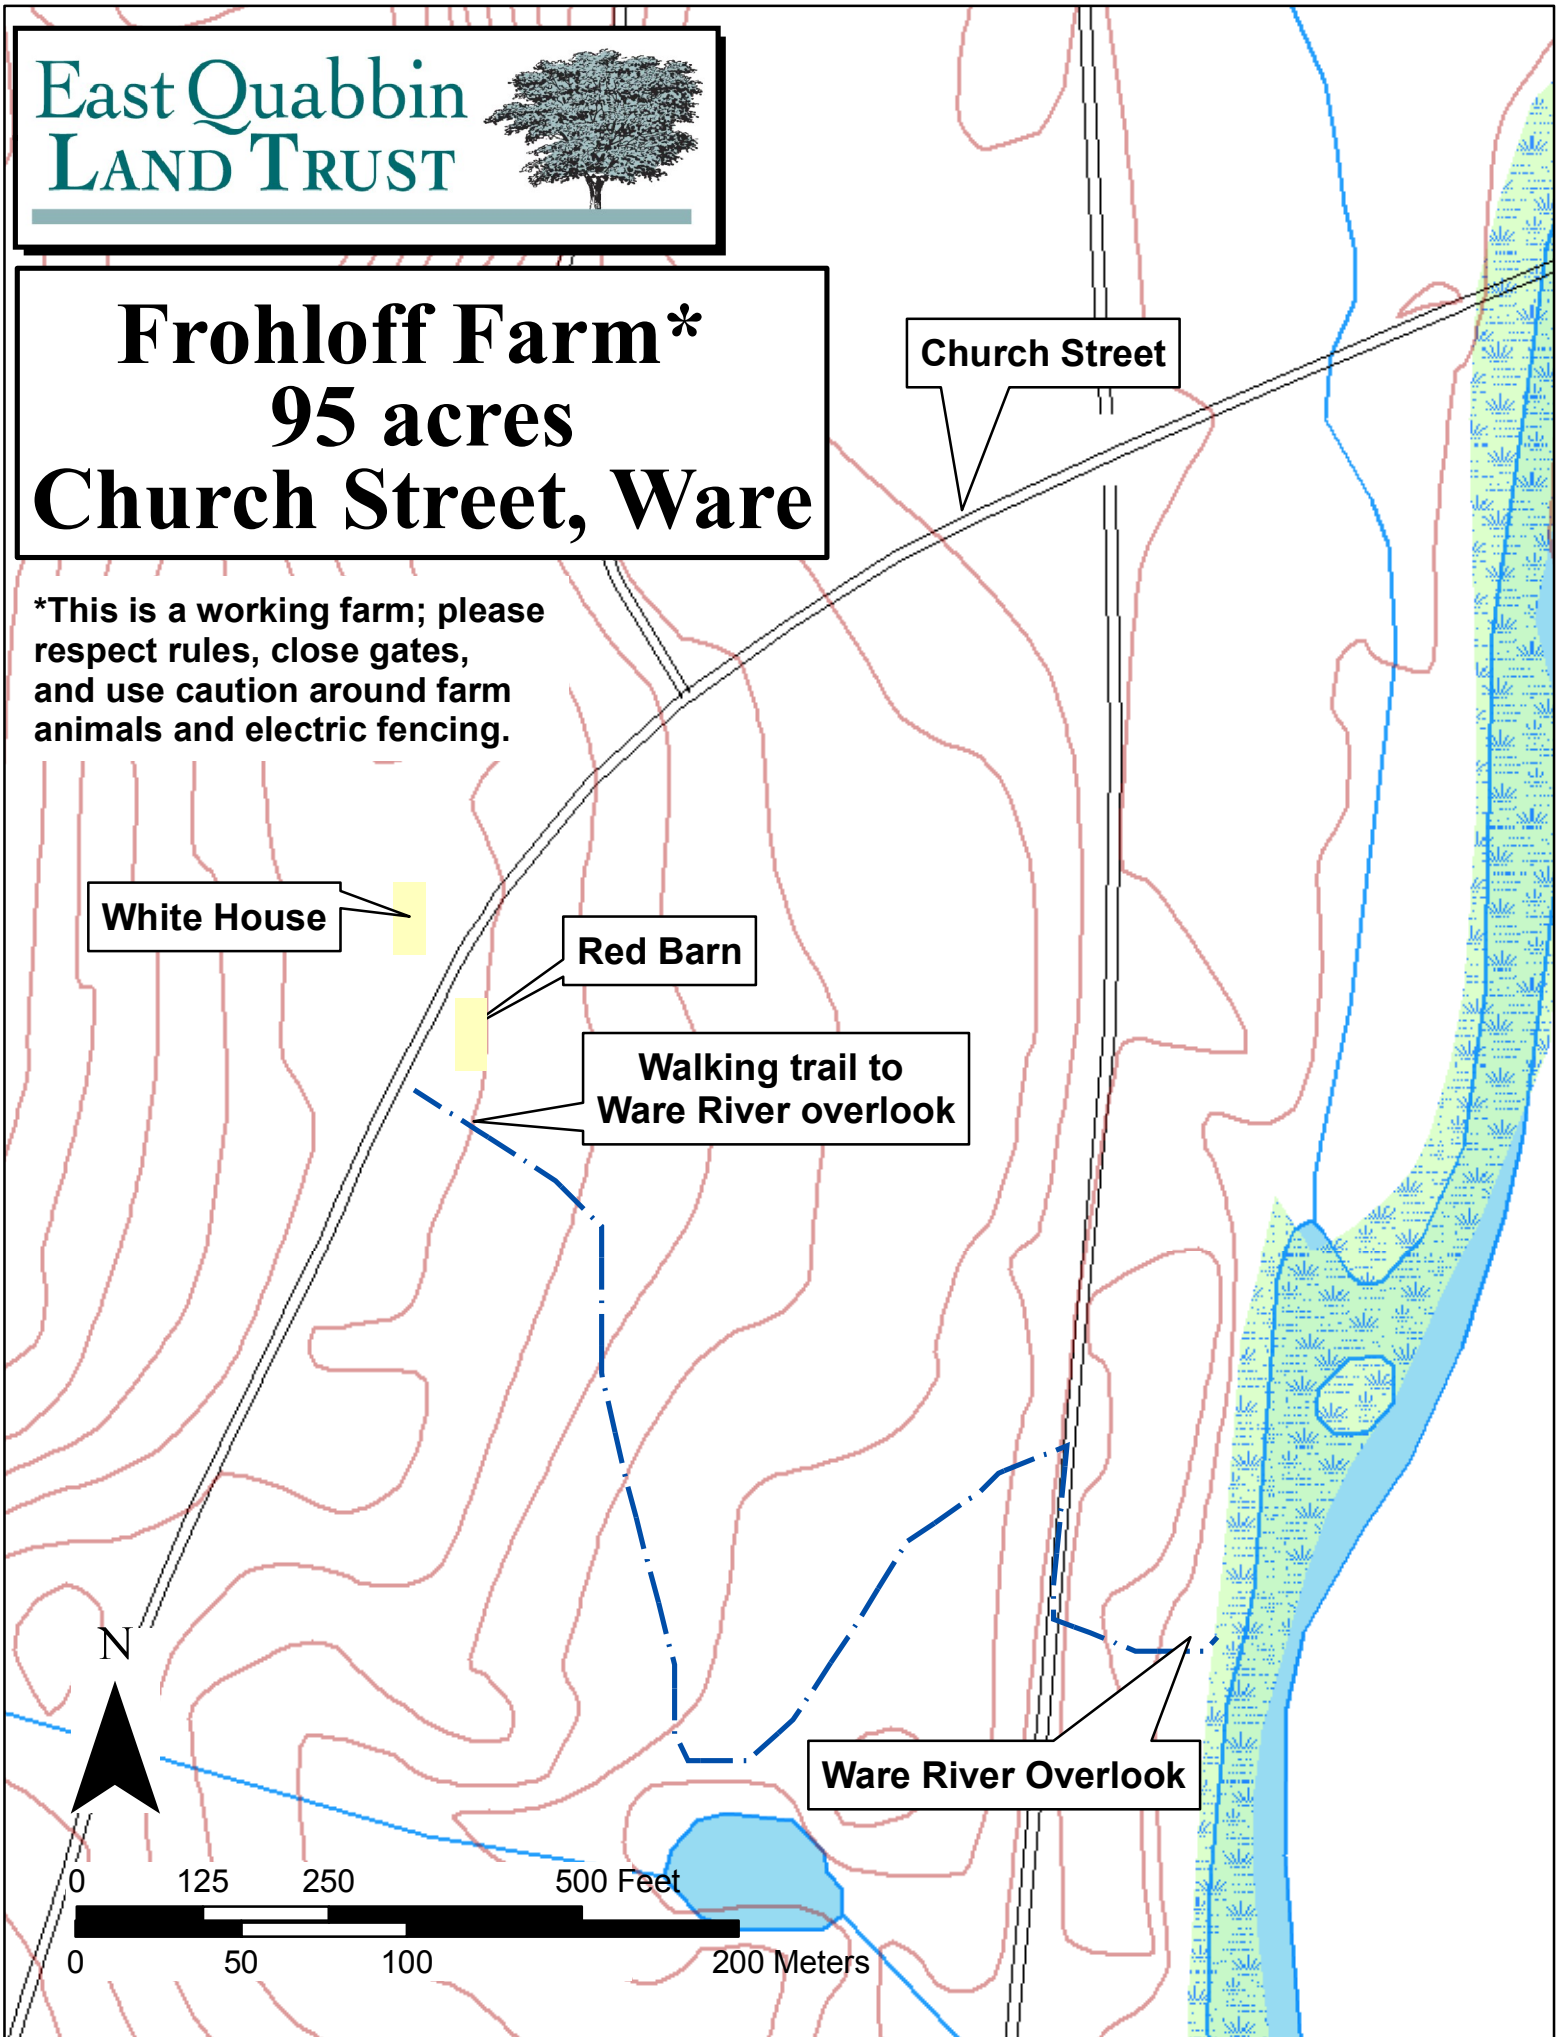 East Quabbin
LAND TRUST
Frohloff Farm*
95 acres
Church Street, Ware
*This is a working farm; please
respect rules, close gates,
and use caution around farm
animals and electric fencing.
Church Street
White House
Red Barn
Walking trail to
Ware River overlook
Ware River Overlook
N
0 125 250 500 Feet
0 50 100 200 Meters